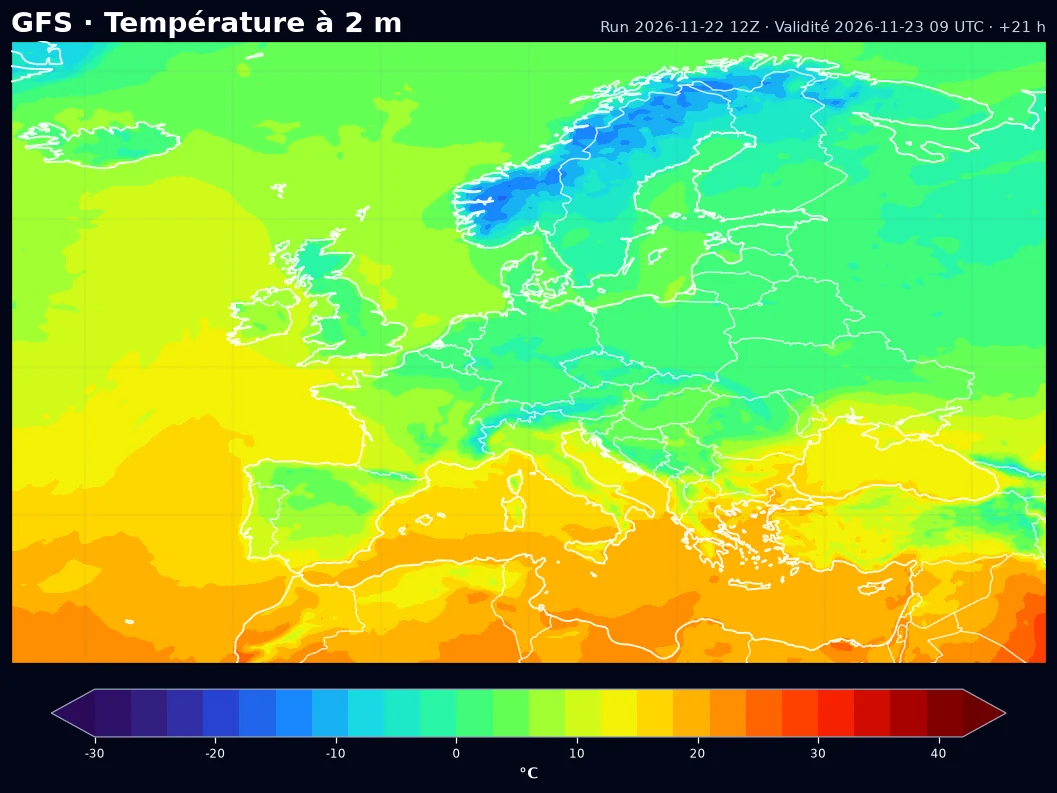 GFS · Température à 2 m
Run 2026-11-22 12Z · Validité 2026-11-23 09 UTC · +21 h
-30 -20 -10 0 10 20 30 40
°C